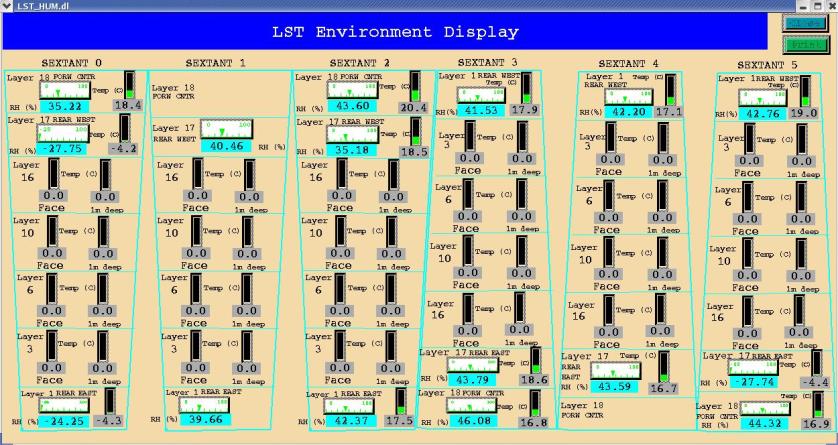 LST_HUM.dl
LST Environment Display
Print
SEXTANT 0
Layer 18 FORW CNTR
Temp (C)
RH (%) 35.22 18.4
Layer 17 REAR WEST
Temp (C)
RH (%) -27.75 -4.2
Layer 16 Temp (C)
0.0 0.0
Face 1m deep
Layer 10 Temp (C)
0.0 0.0
Face 1m deep
Layer 6 Temp (C)
0.0 0.0
Face 1m deep
Layer 3 Temp (C)
0.0 0.0
Face 1m deep
Layer 1 REAR EAST
RH (%) -24.25 -4.3
SEXTANT 1
Layer 18
FORW CNTR
Layer 17
REAR WEST 40.46 RH (%)
Layer 16 Temp (C)
0.0 0.0
Face 1m deep
Layer 10 Temp (C)
0.0 0.0
Face 1m deep
Layer 6 Temp (C)
0.0 0.0
Face 1m deep
Layer 3 Temp (C)
0.0 0.0
Face 1m deep
Layer 1 REAR EAST
RH (%) 39.66
SEXTANT 2
Layer 18 FORW CNTR
Temp (C)
RH (%) 43.60 20.4
Layer 17 REAR WEST
Temp (C)
RH (%) 35.18 18.5
Layer 16 Temp (C)
0.0 0.0
Face 1m deep
Layer 10 Temp (C)
0.0 0.0
Face 1m deep
Layer 6 Temp (C)
0.0 0.0
Face 1m deep
Layer 3 Temp (C)
0.0 0.0
Face 1m deep
Layer 1 REAR EAST
RH (%) 42.37 17.5
SEXTANT 3
Layer 1 REAR WEST
Temp (C)
RH (%) 41.53 17.9
Layer 3 Temp (C)
0.0 0.0
Face 1m deep
Layer 6 Temp (C)
0.0 0.0
Face 1m deep
Layer 10 Temp (C)
0.0 0.0
Face 1m deep
Layer 16 Temp (C)
0.0 0.0
Face 1m deep
Layer 17 REAR EAST
Temp (C)
RH (%) 43.79 18.6
Layer 18 FORW CNTR
Temp (C)
RH (%) 46.08 16.8
SEXTANT 4
Layer 1 Temp (C)
REAR WEST
RH (%) 42.20 17.1
Layer 3 Temp (C)
0.0 0.0
Face 1m deep
Layer 6 Temp (C)
0.0 0.0
Face 1m deep
Layer 10 Temp (C)
0.0 0.0
Face 1m deep
Layer 16 Temp (C)
0.0 0.0
Face 1m deep
Layer 17 Temp (C)
REAR
EAST
RH (%) 43.59 16.7
Layer 18
FORW CNTR
SEXTANT 5
Layer 1 REAR WEST
Temp (C)
RH (%) 42.76 19.0
Layer 3 Temp (C)
0.0 0.0
Face 1m deep
Layer 6 Temp (C)
0.0 0.0
Face 1m deep
Layer 10 Temp (C)
0.0 0.0
Face 1m deep
Layer 16 Temp (C)
0.0 0.0
Face 1m deep
Layer 17 REAR EAST
Temp (C)
RH (%) -27.74 -4.4
Layer 18 Temp (C)
FORW CNTR
RH (%) 44.32 16.9